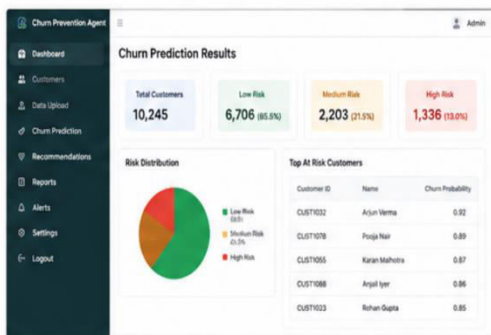 Churn Prevention Agent
Admin
Dashboard
Customers
Data Upload
Churn Prediction
Recommendations
Reports
Alerts
Settings
Logout
Churn Prediction Results
Total Customers
10,245
Low Risk
6,706 (65.5%)
Medium Risk
2,203 (21.5%)
High Risk
1,336 (13.0%)
Risk Distribution
Low Risk
Medium Risk
High Risk
Top At Risk Customers
Customer ID Name Churn Probability
CUST1032 Arjun Verma 0.92
CUST1078 Pooja Nair 0.89
CUST1055 Karan Malhotra 0.87
CUST1088 Anjali Iyer 0.86
CUST1023 Rohan Gupta 0.85